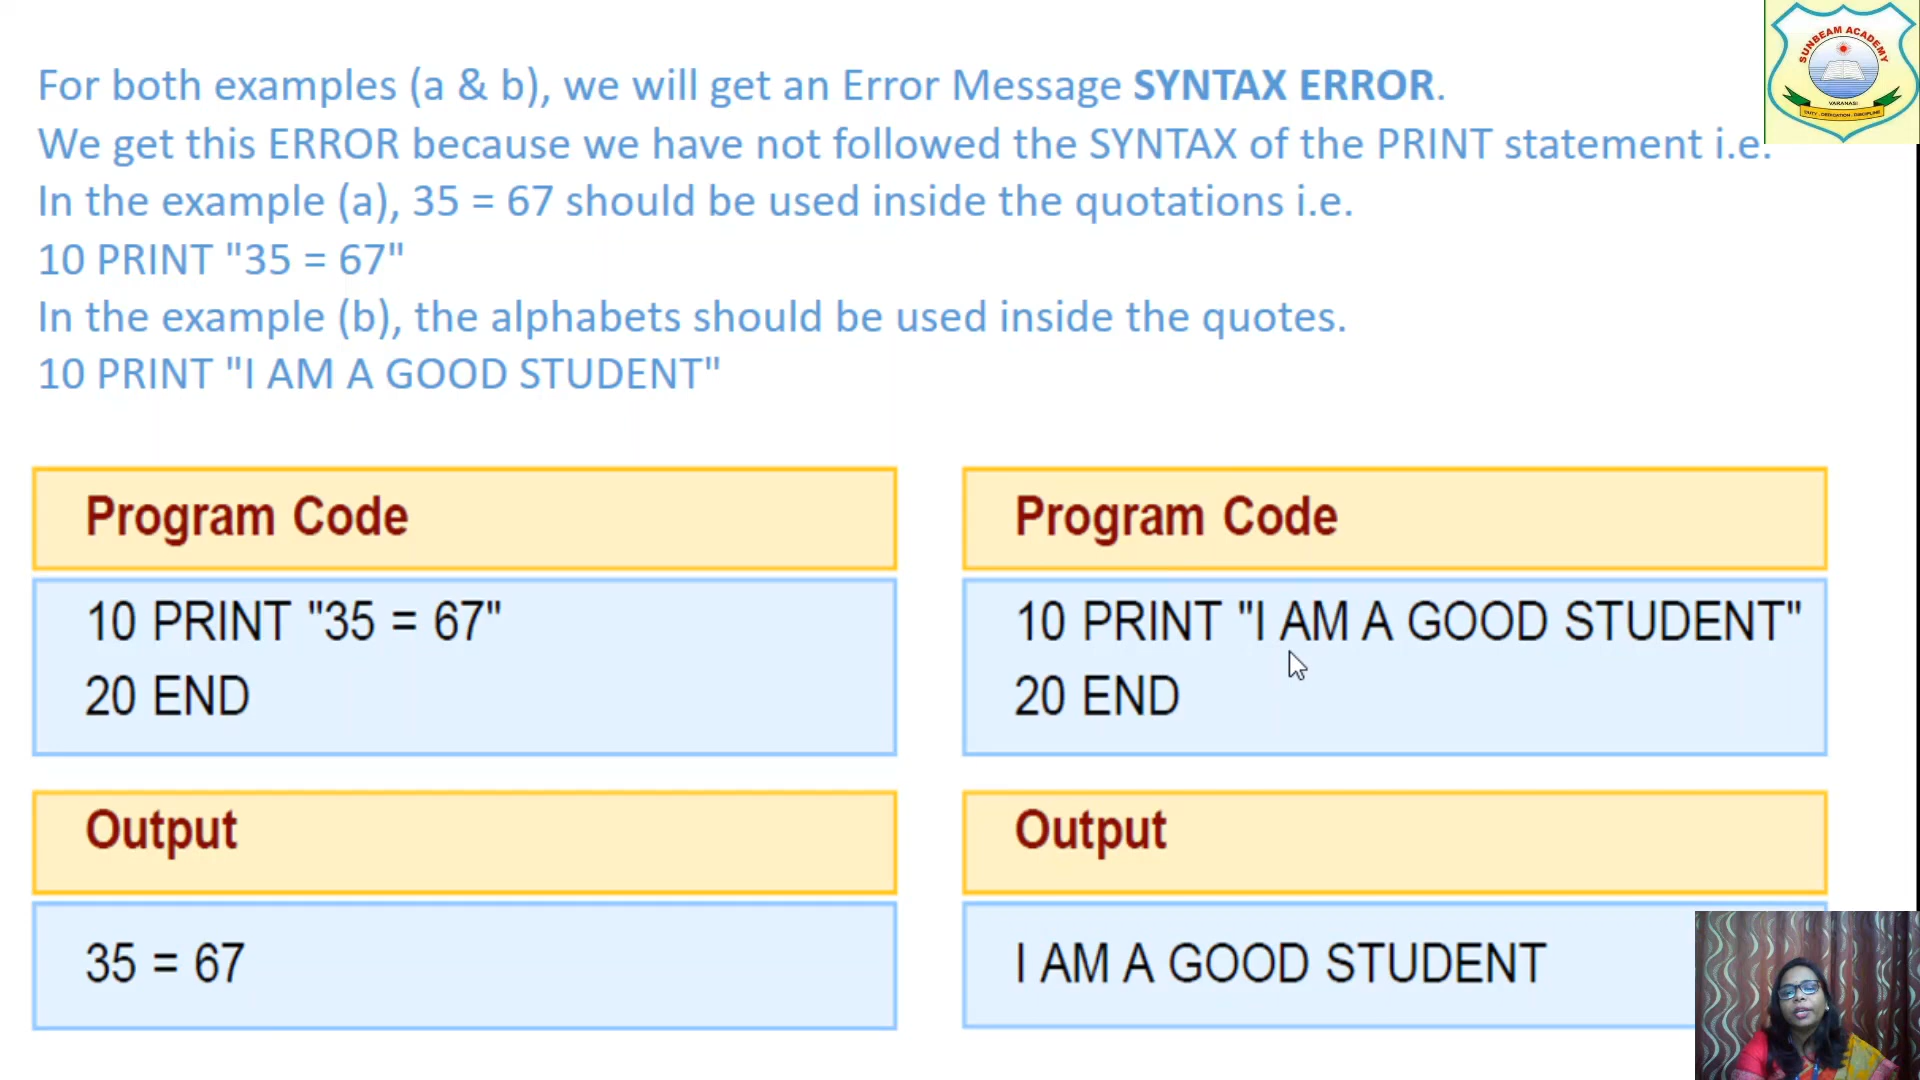 For both examples (a & b), we will get an Error Message SYNTAX ERROR.
We get this ERROR because we have not followed the SYNTAX of the PRINT statement i.e.
In the example (a), 35 = 67 should be used inside the quotations i.e.
10 PRINT "35 = 67"
In the example (b), the alphabets should be used inside the quotes.
10 PRINT "I AM A GOOD STUDENT"
SUNBEAM ACADEMY
VARANASI
DUTY . DEDICATION . DISCIPLINE
Program Code
10 PRINT "35 = 67"
20 END
Output
35 = 67
Program Code
10 PRINT "I AM A GOOD STUDENT"
20 END
Output
I AM A GOOD STUDENT